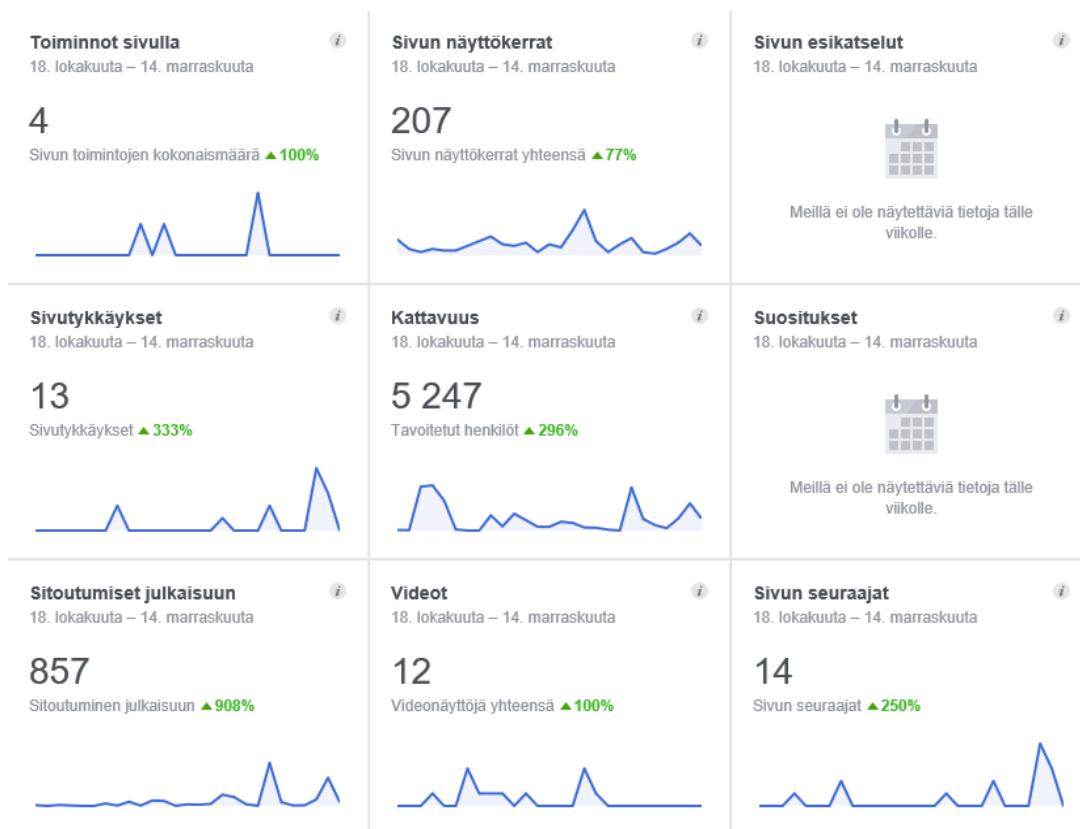 Toiminnot sivulla
18. lokakuuta – 14. marraskuuta
4
Sivun toimintojen kokonaismäärä ▲100%
Sivun näyttökerrat
18. lokakuuta – 14. marraskuuta
207
Sivun näyttökerrat yhteensä ▲77%
Sivun esikatselut
18. lokakuuta – 14. marraskuuta
Meillä ei ole näytettäviä tietoja tälle
viikolle.
Sivutykkäykset
18. lokakuuta – 14. marraskuuta
13
Sivutykkäykset ▲333%
Kattavuus
18. lokakuuta – 14. marraskuuta
5 247
Tavoitetut henkilöt ▲296%
Suositukset
18. lokakuuta – 14. marraskuuta
Meillä ei ole näytettäviä tietoja tälle
viikolle.
Sitoutumiset julkaisuun
18. lokakuuta – 14. marraskuuta
857
Sitoutuminen julkaisuun ▲908%
Videot
18. lokakuuta – 14. marraskuuta
12
Videonäyttöjä yhteensä ▲100%
Sivun seuraajat
18. lokakuuta – 14. marraskuuta
14
Sivun seuraajat ▲250%